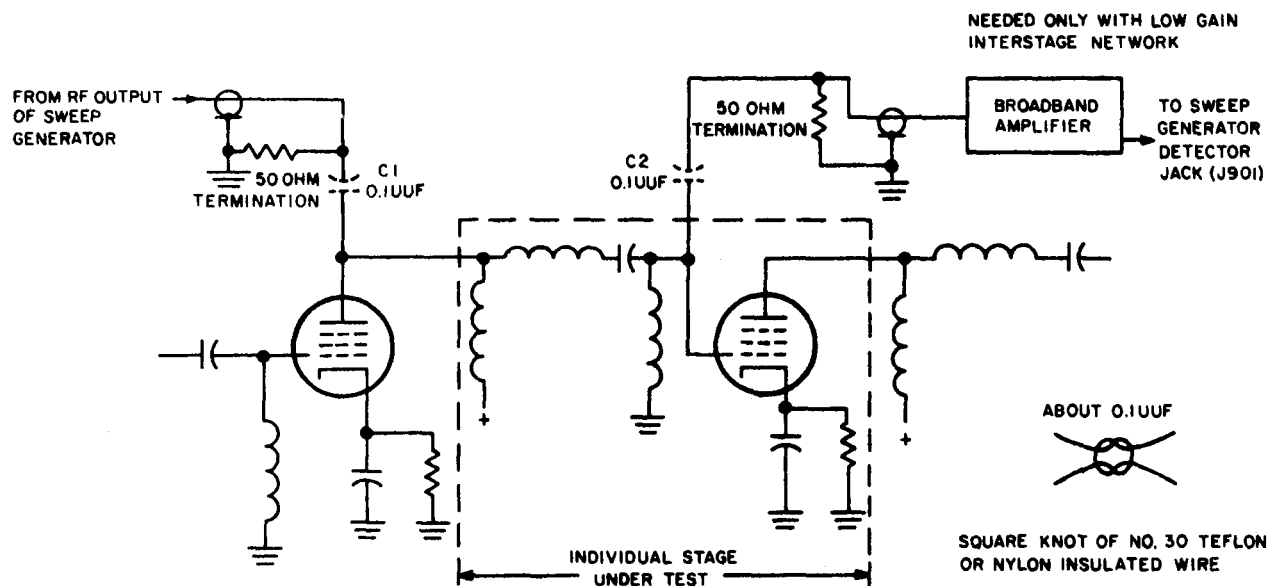 NEEDED ONLY WITH LOW GAIN
INTERSTAGE NETWORK
FROM RF OUTPUT
OF SWEEP
GENERATOR
50 OHM
TERMINATION
C1
0.1UUF
C2
0.1UUF
50 OHM
TERMINATION
BROADBAND
AMPLIFIER
TO SWEEP
GENERATOR
DETECTOR
JACK (J901)
+
+
ABOUT 0.1UUF
SQUARE KNOT OF NO. 30 TEFLON
OR NYLON INSULATED WIRE
INDIVIDUAL STAGE
UNDER TEST